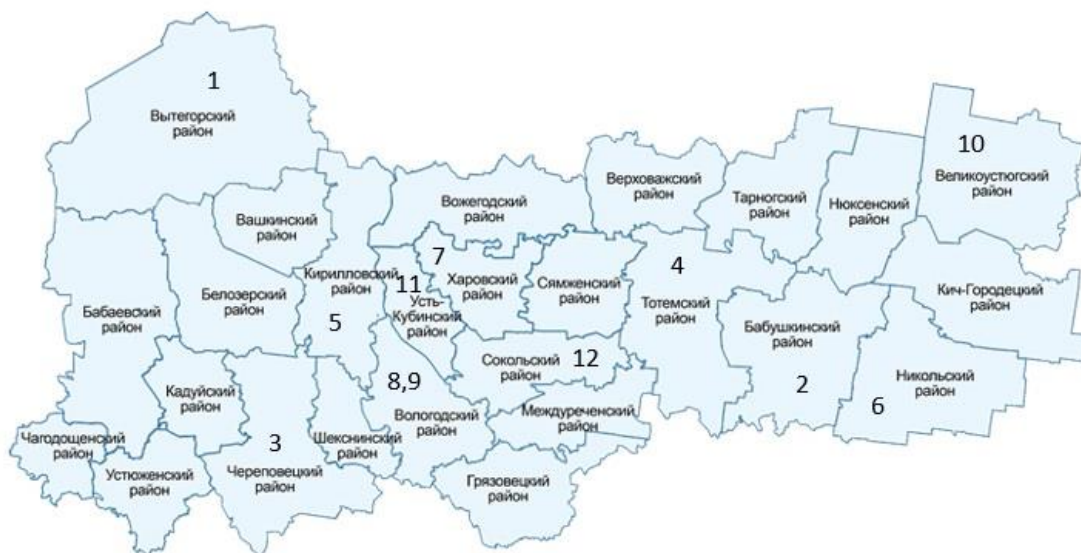 1
Вытегорский
район
10
Великоустюгский
район
Верховажский
район
Тарногский
район
Нюксенский
район
Вожегодский
район
Вашкинский
район
7
Харовский
район
Сямженский
район
4
Тотемский
район
Кирилловский
район
5
11
Усть-
Кубинский
район
Белозерский
район
Бабаевский
район
Кич-Городецкий
район
Бабушкинский
район
2
Никольский
район
6
Сокольский
район
12
8,9
Вологодский
район
Междуреченский
район
Кадуйский
район
3
Череповецкий
район
Шекснинский
район
Чагодощенский
район
Устюженский
район
Грязовецкий
район